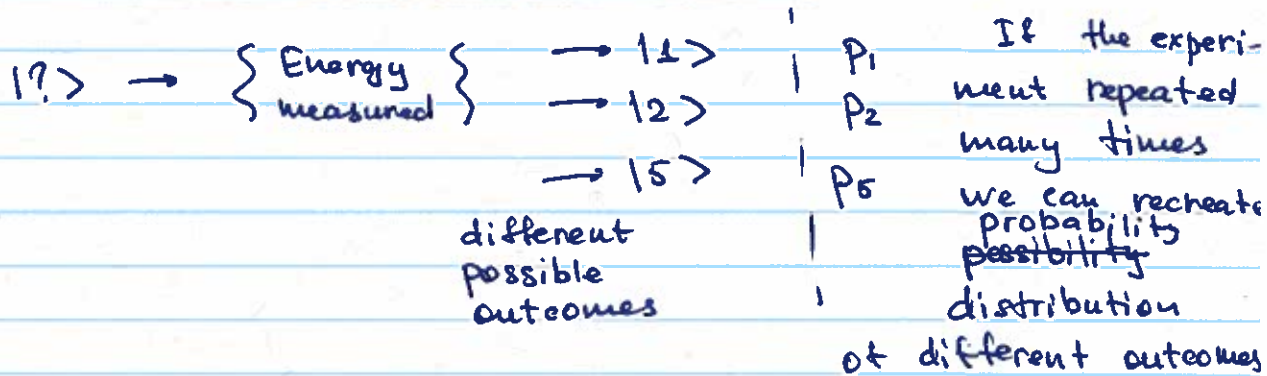 |?> → { Energy measured } → |1> | P1
→ |2> | P2
→ |5> | P5
different
possible
outcomes
If the experi-
ment repeated
many times
we can recreate
probability
possibility
distribution
of different outcomes